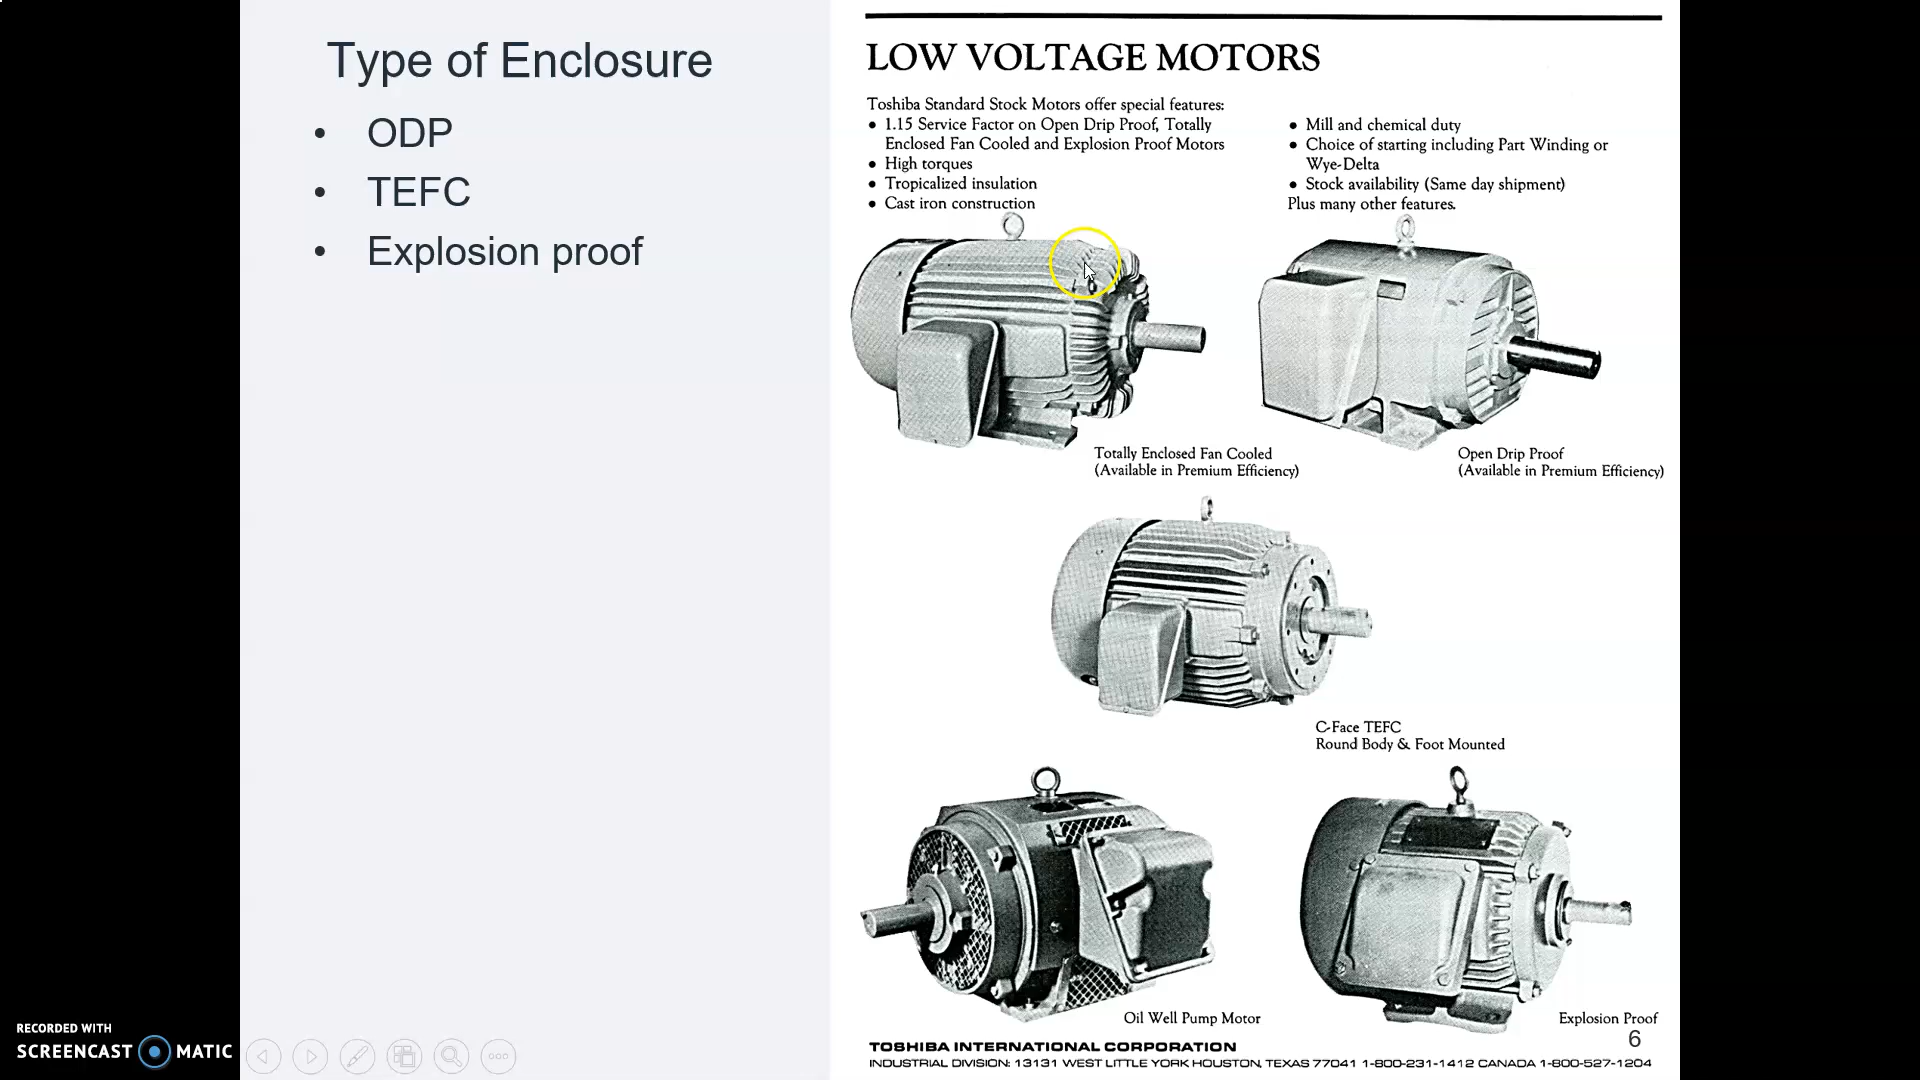 Type of Enclosure
• ODP
• TEFC
• Explosion proof
LOW VOLTAGE MOTORS
Toshiba Standard Stock Motors offer special features:
• 1.15 Service Factor on Open Drip Proof, Totally
Enclosed Fan Cooled and Explosion Proof Motors
• High torques
• Tropicalized insulation
• Cast iron construction
• Mill and chemical duty
• Choice of starting including Part Winding or
Wye-Delta
• Stock availability (Same day shipment)
Plus many other features.
Totally Enclosed Fan Cooled
(Available in Premium Efficiency)
Open Drip Proof
(Available in Premium Efficiency)
C-Face TEFC
Round Body & Foot Mounted
Oil Well Pump Motor
Explosion Proof
6
TOSHIBA INTERNATIONAL CORPORATION
INDUSTRIAL DIVISION: 13131 WEST LITTLE YORK HOUSTON, TEXAS 77041 1-800-231-1412 CANADA 1-800-527-1204
RECORDED WITH
SCREENCAST MATIC